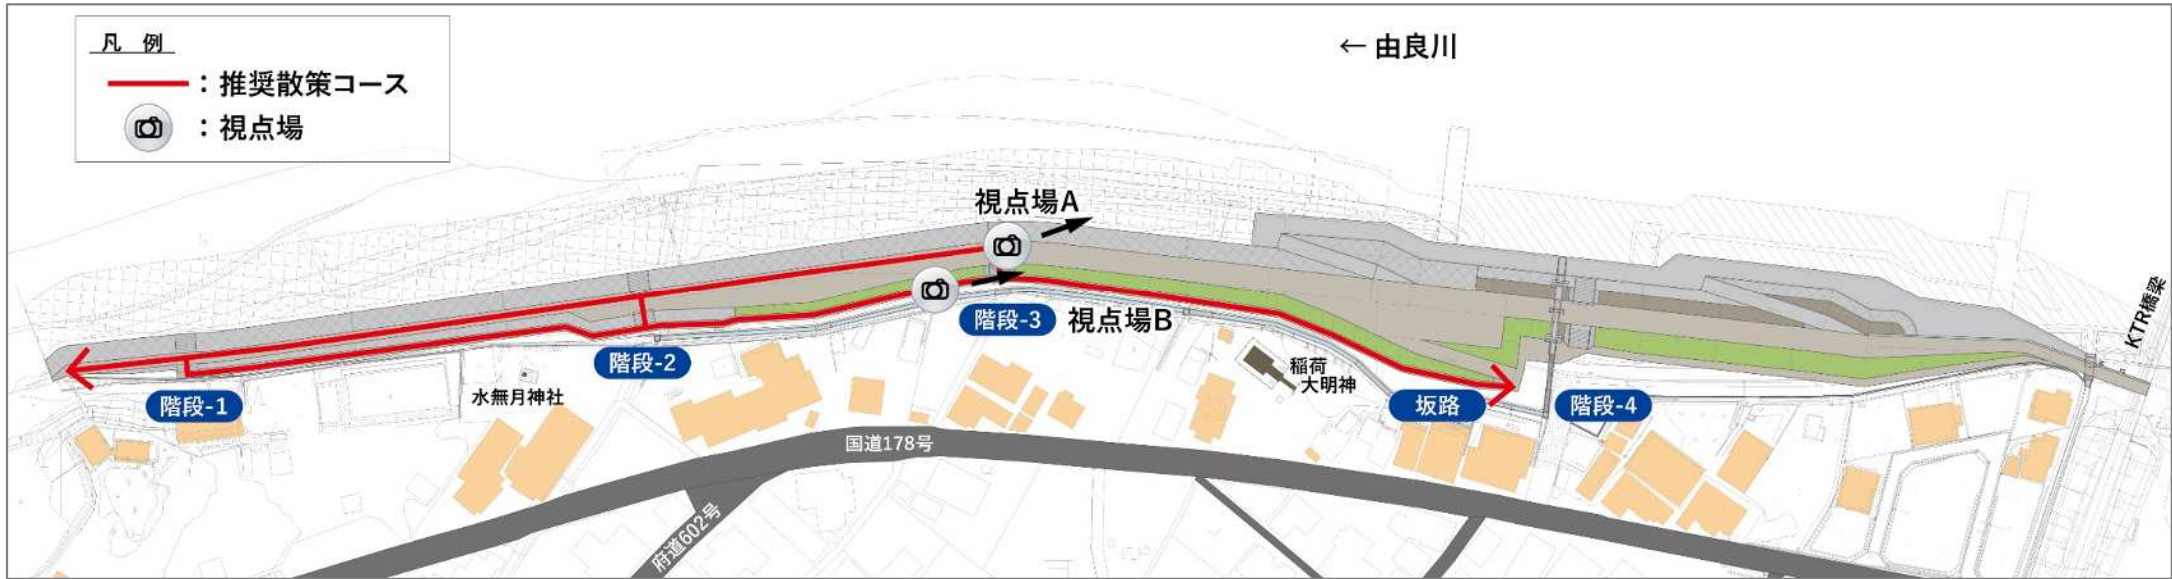 凡 例
：推奨散策コース
：視点場
← 由良川
視点場A
階段-3
視点場B
階段-2
水無月神社
階段-1
稲荷
大明神
坂路
階段-4
KTR橋梁
国道178号
府道602号